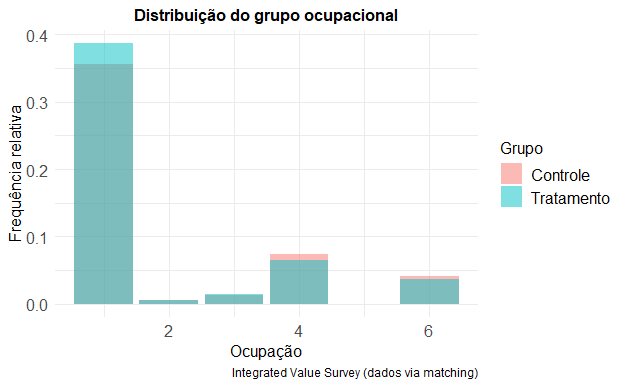 Distribuição do grupo ocupacional
Frequência relativa
0.4
0.3
0.2
0.1
0.0
2
4
6
Ocupação
Grupo
Controle
Tratamento
Integrated Value Survey (dados via matching)